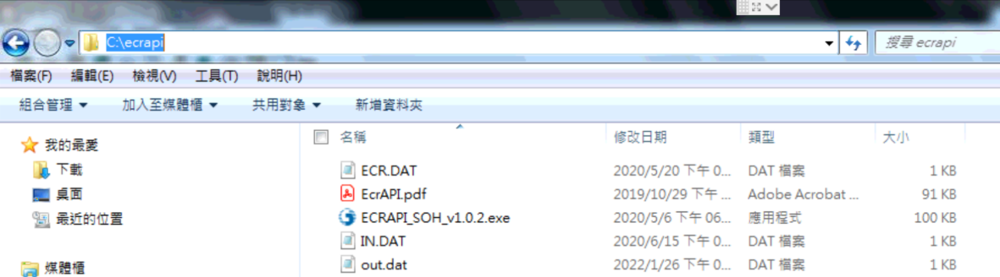 C:\ecrapi 搜尋 ecrapi
檔案(F) 編輯(E) 檢視(V) 工具(T) 說明(H)
組合管理 加入至媒體櫃 共用對象 新增資料夾
我的最愛
下載
桌面
最近的位置
媒體櫃
名稱 修改日期 類型 大小
ECR.DAT 2020/5/20 下午 0... DAT 檔案 1 KB
EcrAPI.pdf 2019/10/29 下午 ... Adobe Acrobat ... 91 KB
ECRAPI_SOH_v1.0.2.exe 2020/5/6 下午 06... 應用程式 100 KB
IN.DAT 2020/6/15 下午 0... DAT 檔案 1 KB
out.dat 2022/1/26 下午 0... DAT 檔案 1 KB